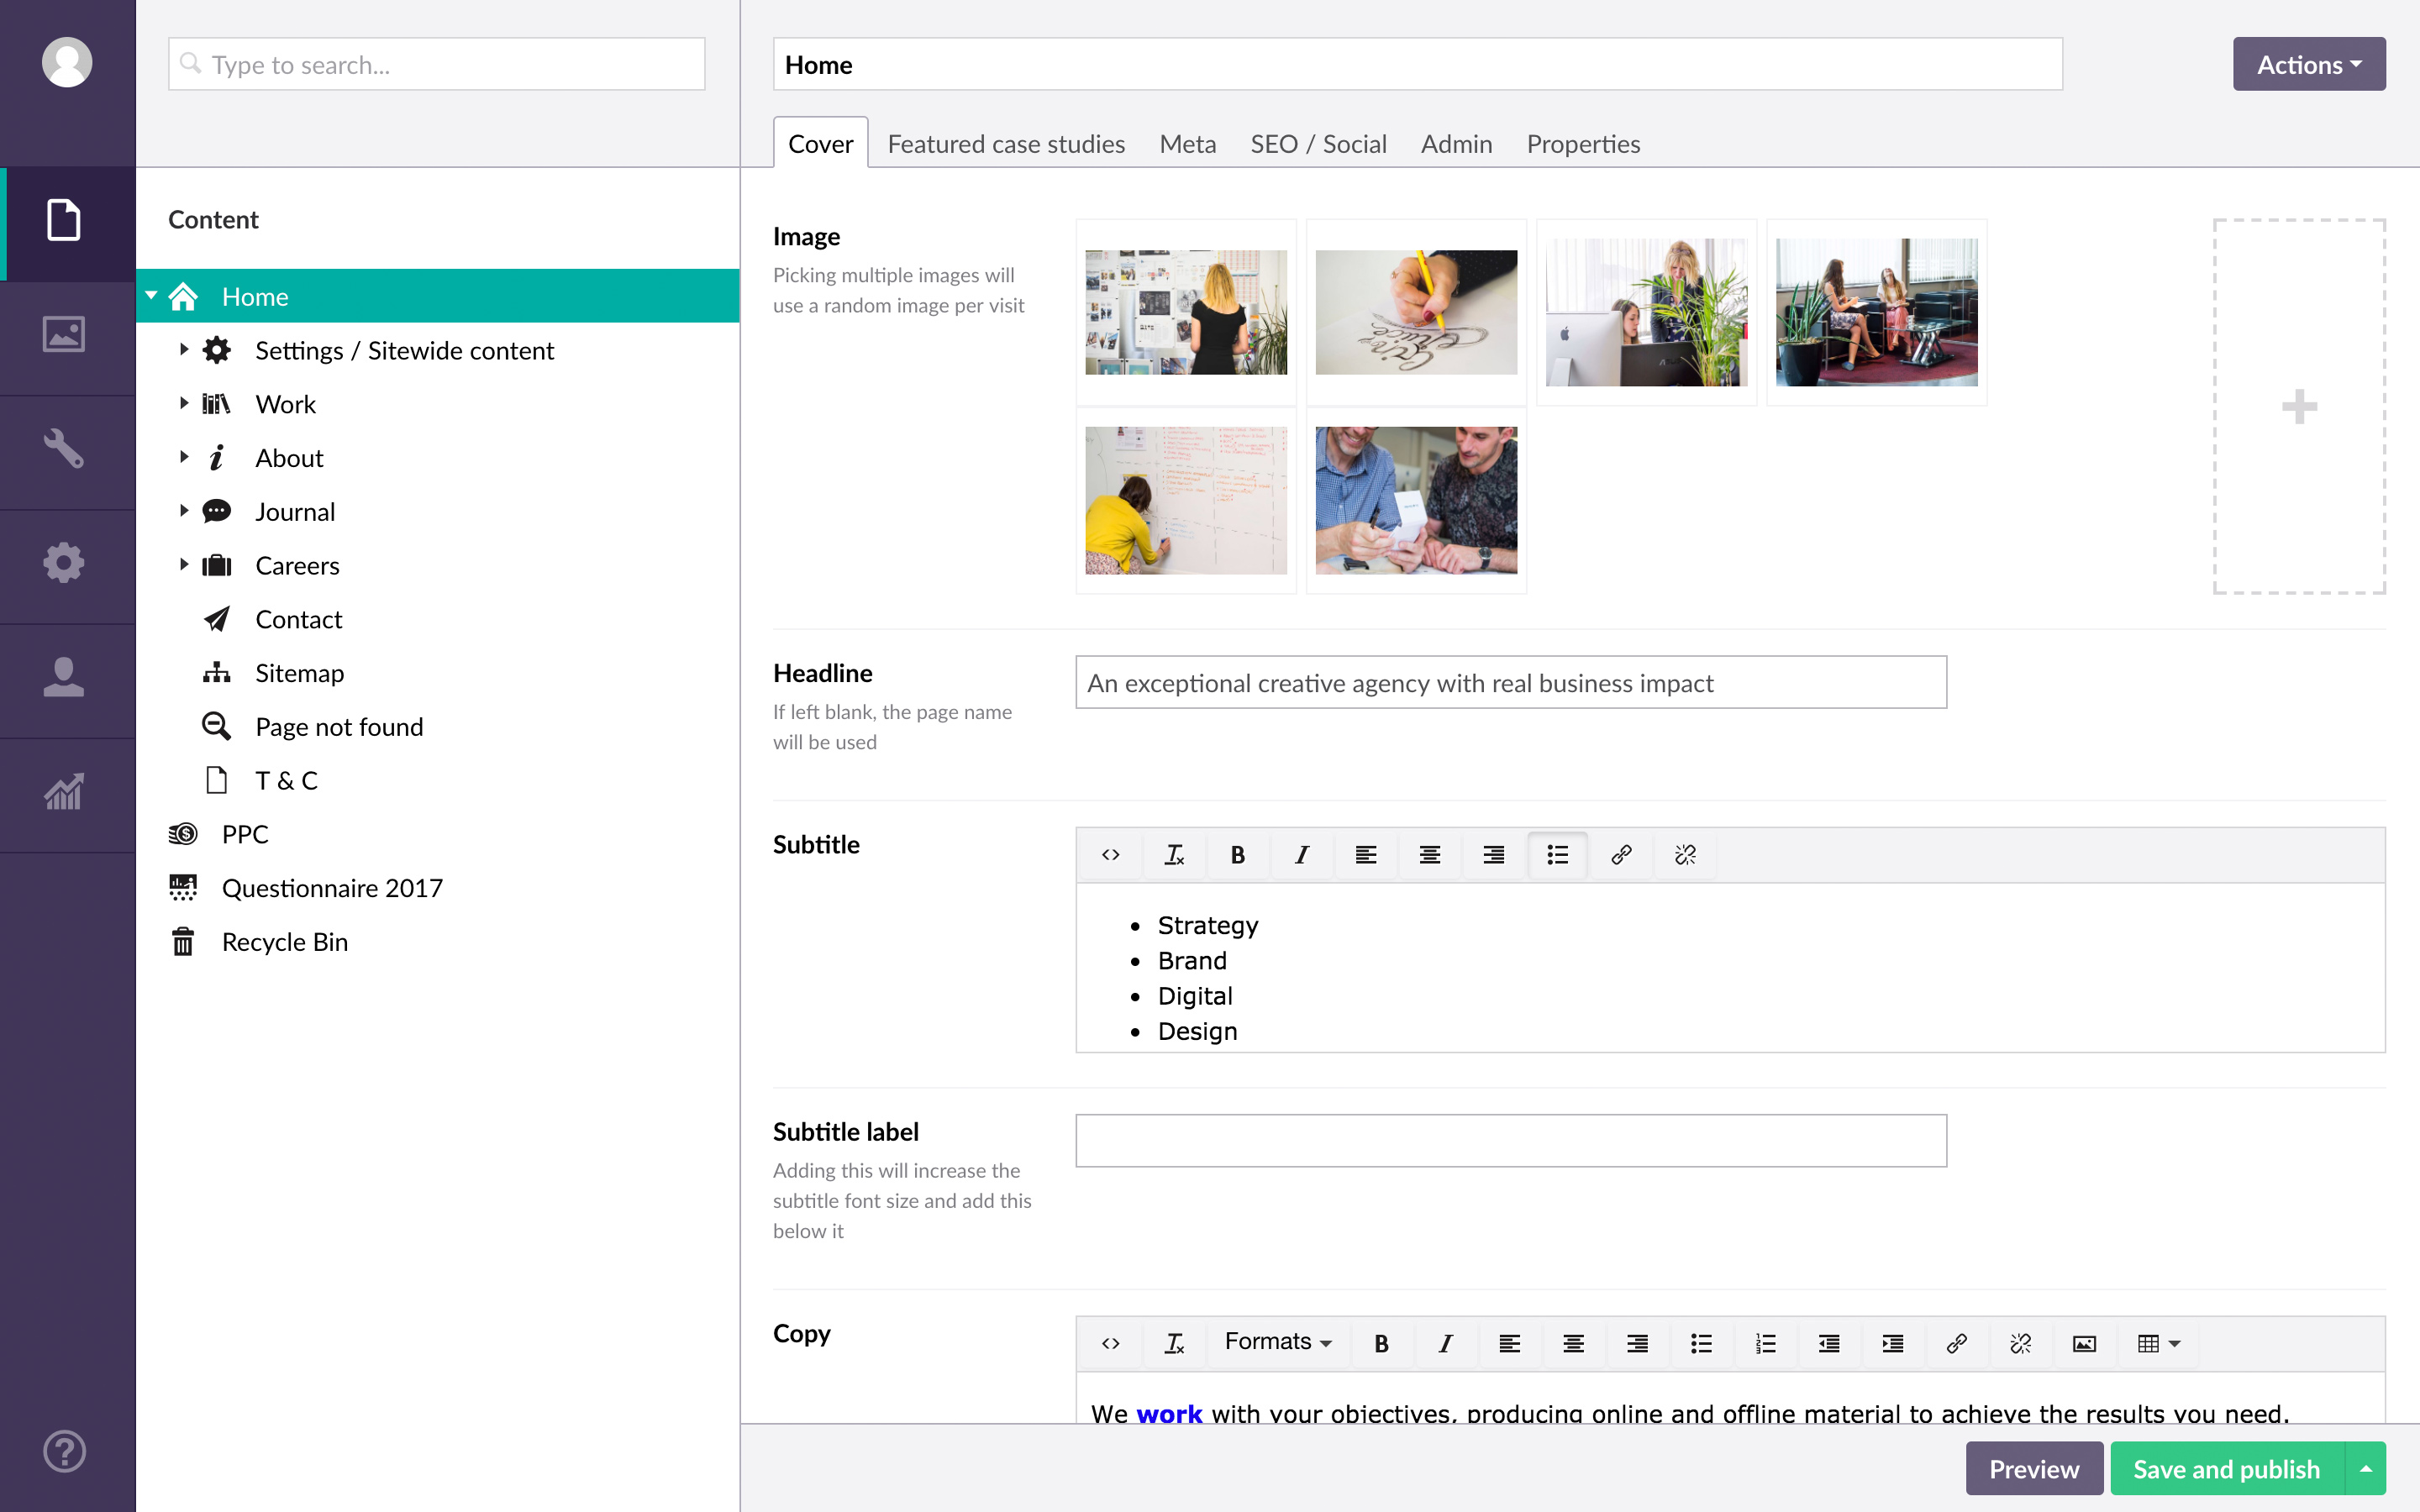 Type to search...
Home
Actions
Cover
Featured case studies
Meta
SEO / Social
Admin
Properties
Content
Home
Settings / Sitewide content
Work
About
Journal
Careers
Contact
Sitemap
Page not found
T & C
PPC
Questionnaire 2017
Recycle Bin
Image
Picking multiple images will
use a random image per visit
Headline
If left blank, the page name
will be used
An exceptional creative agency with real business impact
Subtitle
Strategy
Brand
Digital
Design
Subtitle label
Adding this will increase the
subtitle font size and add this
below it
Copy
Formats
We work with your objectives, producing online and offline material to achieve the results you need.
Preview
Save and publish